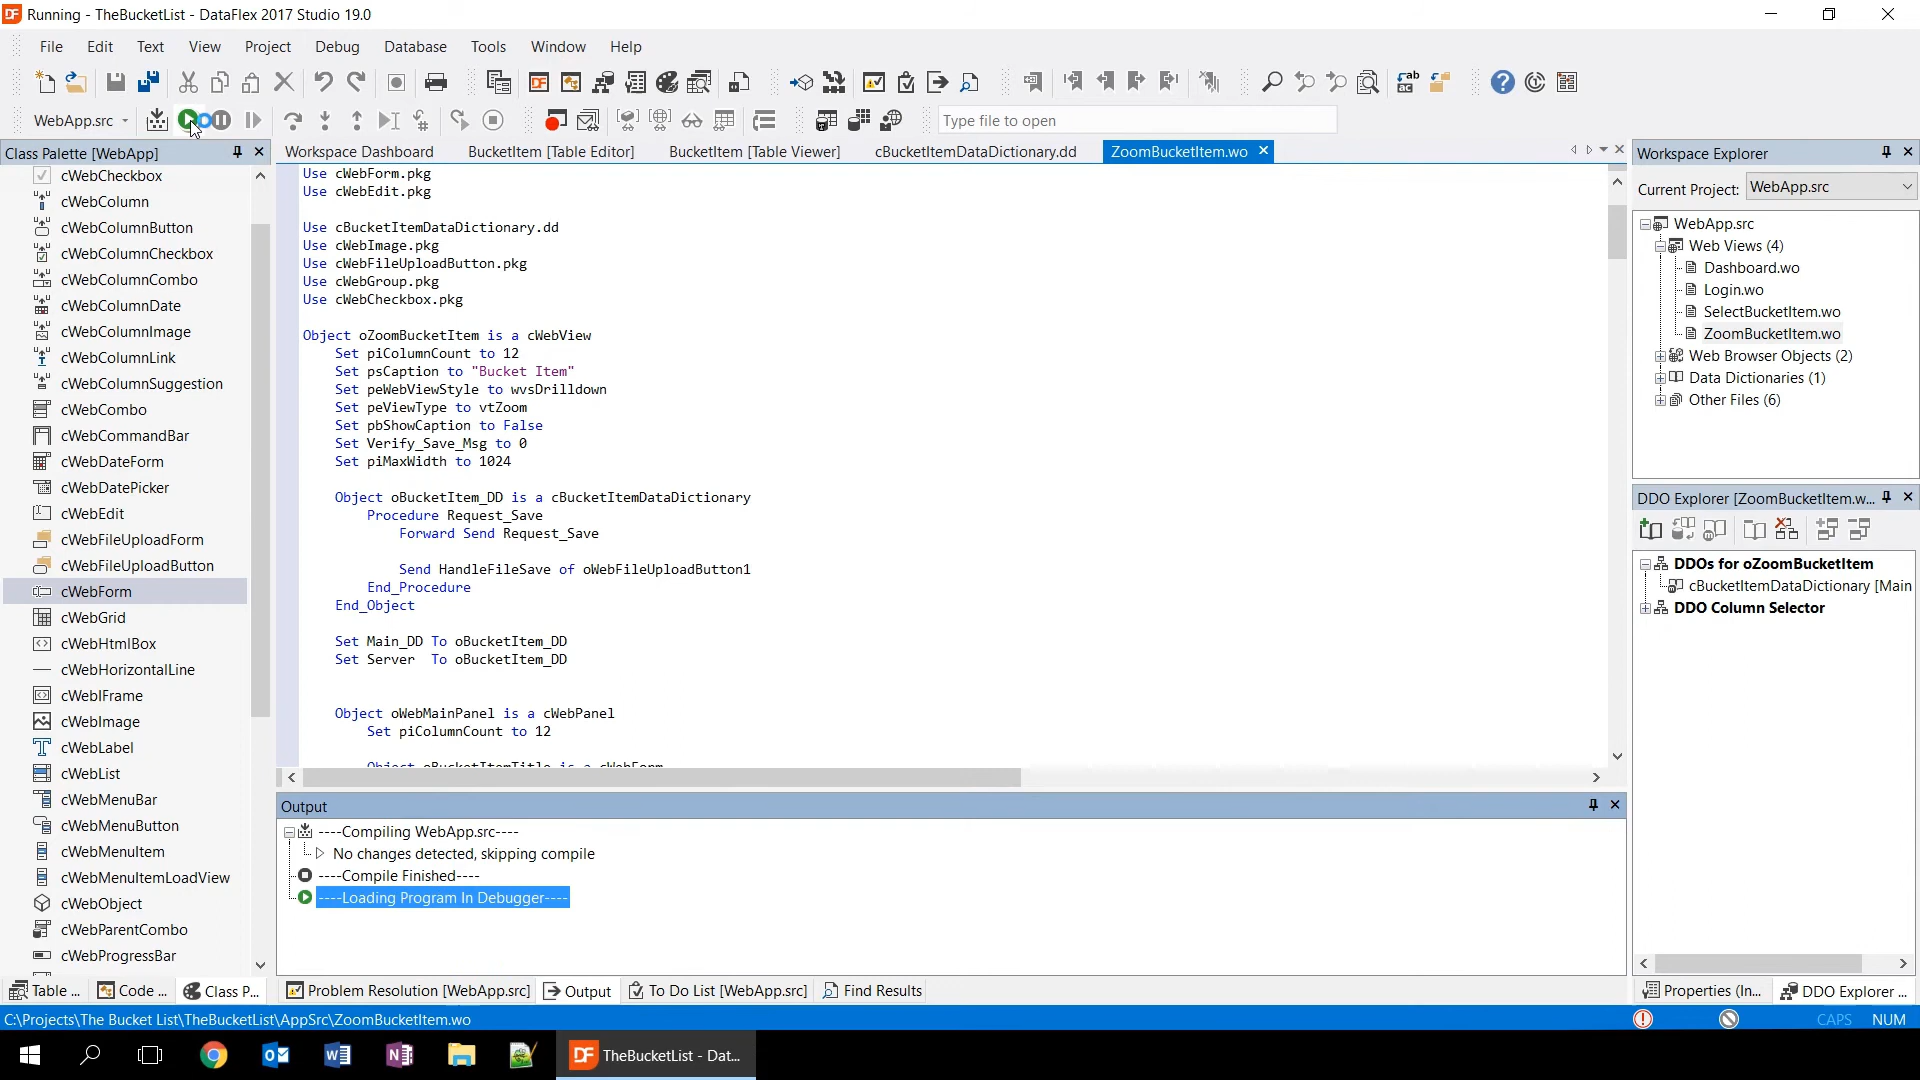 Running - TheBucketList - DataFlex 2017 Studio 19.0
File Edit Text View Project Debug Database Tools Window Help
WebApp.src
Type file to open
Class Palette [WebApp]
cWebCheckbox
cWebColumn
cWebColumnButton
cWebColumnCheckbox
cWebColumnCombo
cWebColumnDate
cWebColumnImage
cWebColumnLink
cWebColumnSuggestion
cWebCombo
cWebCommandBar
cWebDateForm
cWebDatePicker
cWebEdit
cWebFileUploadForm
cWebFileUploadButton
cWebForm
cWebGrid
cWebHtmlBox
cWebHorizontalLine
cWebIFrame
cWebImage
cWebLabel
cWebList
cWebMenuBar
cWebMenuButton
cWebMenuItem
cWebMenuItemLoadView
cWebObject
cWebParentCombo
cWebProgressBar
Table ... Code ... Class P...
Workspace Dashboard BucketItem [Table Editor] BucketItem [Table Viewer] cBucketItemDataDictionary.dd ZoomBucketItem.wo
Use cWebForm.pkg
Use cWebEdit.pkg
Use cBucketItemDataDictionary.dd
Use cWebImage.pkg
Use cWebFileUploadButton.pkg
Use cWebGroup.pkg
Use cWebCheckbox.pkg
Object oZoomBucketItem is a cWebView
Set piColumnCount to 12
Set psCaption to "Bucket Item"
Set peWebViewStyle to wvsDrilldown
Set peViewType to vtZoom
Set pbShowCaption to False
Set Verify_Save_Msg to 0
Set piMaxWidth to 1024
Object oBucketItem_DD is a cBucketItemDataDictionary
Procedure Request_Save
Forward Send Request_Save
Send HandleFileSave of oWebFileUploadButton1
End_Procedure
End_Object
Set Main_DD To oBucketItem_DD
Set Server  To oBucketItem_DD
Object oWebMainPanel is a cWebPanel
Set piColumnCount to 12
Object oBucketItemTitle is a cWebForm
Output
----Compiling WebApp.src----
No changes detected, skipping compile
----Compile Finished----
----Loading Program In Debugger----
Problem Resolution [WebApp.src] Output To Do List [WebApp.src] Find Results
Workspace Explorer
Current Project: WebApp.src
WebApp.src
Web Views (4)
Dashboard.wo
Login.wo
SelectBucketItem.wo
ZoomBucketItem.wo
Web Browser Objects (2)
Data Dictionaries (1)
Other Files (6)
DDO Explorer [ZoomBucketItem.w...
DDOs for oZoomBucketItem
cBucketItemDataDictionary [Main
DDO Column Selector
Properties (In... DDO Explorer ...
C:\Projects\The Bucket List\TheBucketList\AppSrc\ZoomBucketItem.wo
CAPS NUM
TheBucketList - Dat...